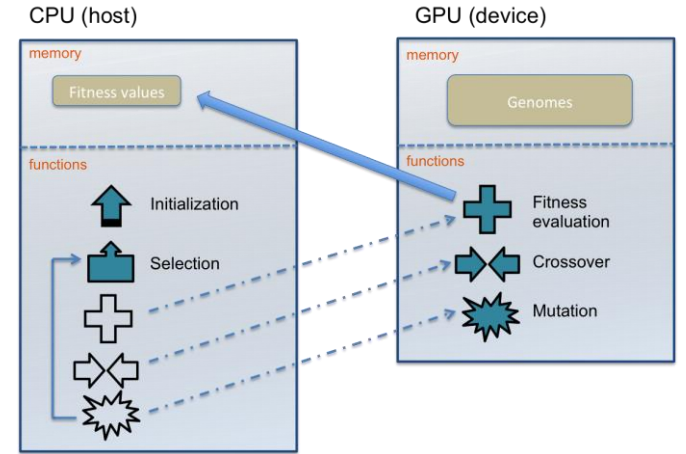 CPU (host)
memory
Fitness values
functions
Initialization
Selection
GPU (device)
memory
Genomes
functions
Fitness
evaluation
Crossover
Mutation